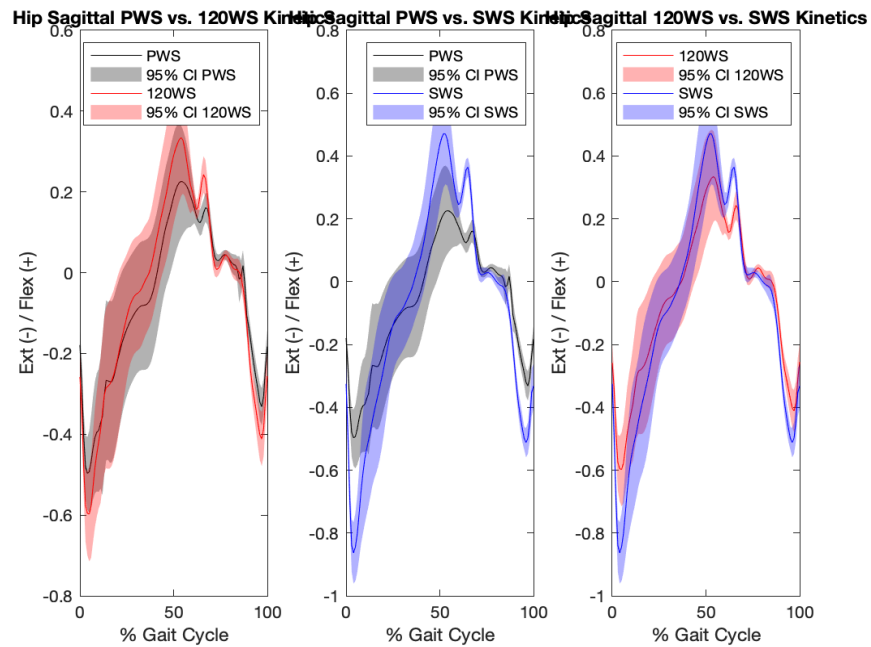 Hip Sagittal PWS vs. 120WS Kinetics
Hip Sagittal PWS vs. SWS Kinetics
Hip Sagittal 120WS vs. SWS Kinetics
PWS
95% CI PWS
120WS
95% CI 120WS
0.6
0.4
0.2
0
-0.2
-0.4
-0.6
-0.8
Ext (-) / Flex (+)
0
50
100
% Gait Cycle
PWS
95% CI PWS
SWS
95% CI SWS
0.8
0.6
0.4
0.2
0
-0.2
-0.4
-0.6
-0.8
-1
Ext (-) / Flex (+)
0
50
100
% Gait Cycle
120WS
95% CI 120WS
SWS
95% CI SWS
0.8
0.6
0.4
0.2
0
-0.2
-0.4
-0.6
-0.8
-1
Ext (-) / Flex (+)
0
50
100
% Gait Cycle